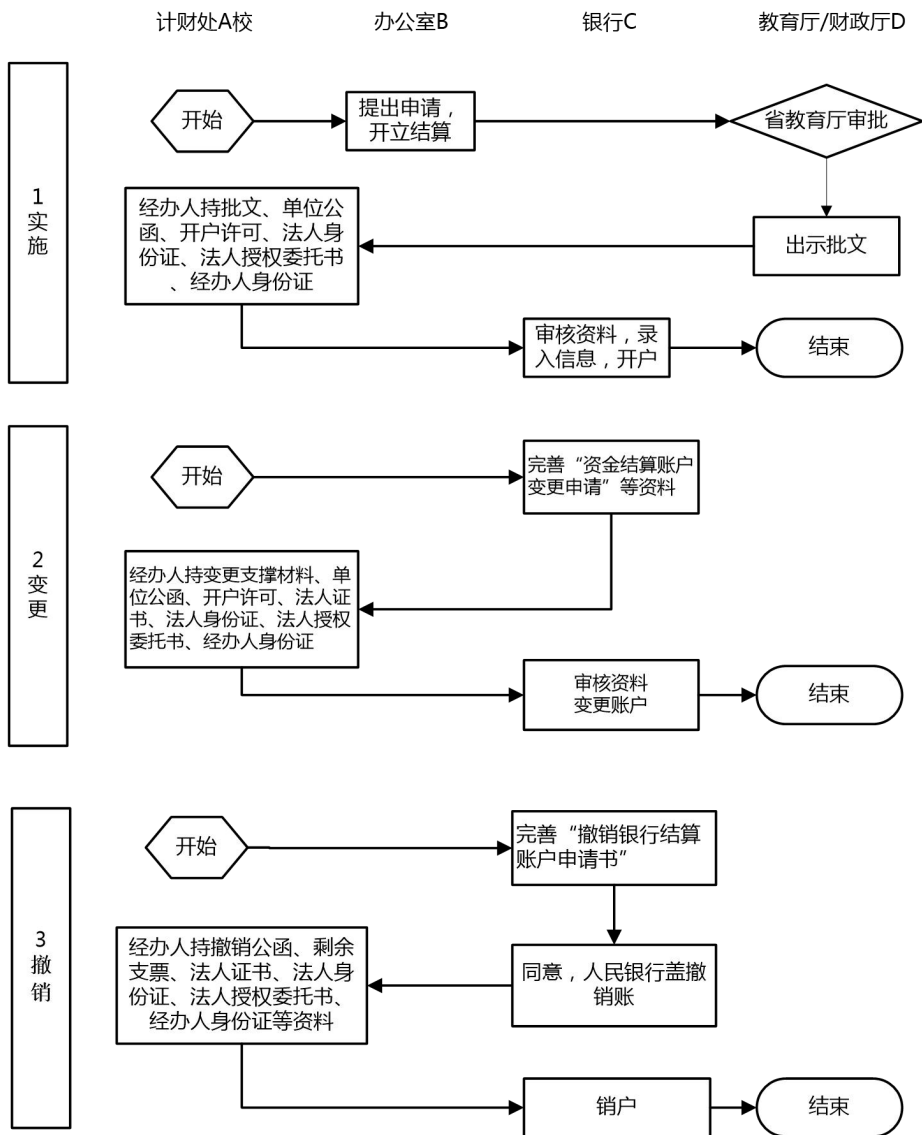 计财处A校
办公室B
银行C
教育厅/财政厅D
1
实
施
开始
提出申请，
开立结算
省教育厅审批
经办人持批文、单位公
函、开户许可、法人身
份证、法人授权委托书
、经办人身份证
出示批文
审核资料，录
入信息，开户
结束
2
变
更
开始
完善“资金结算账户
变更申请”等资料
经办人持变更支撑材料、单
位公函、开户许可、法人证
书、法人身份证、法人授权
委托书、经办人身份证
审核资料
变更账户
结束
3
撤
销
开始
完善“撤销银行结算
账户申请书”
经办人持撤销公函、剩余
支票、法人证书、法人身
份证、法人授权委托书、
经办人身份证等资料
同意，人民银行盖撤
销账
销户
结束